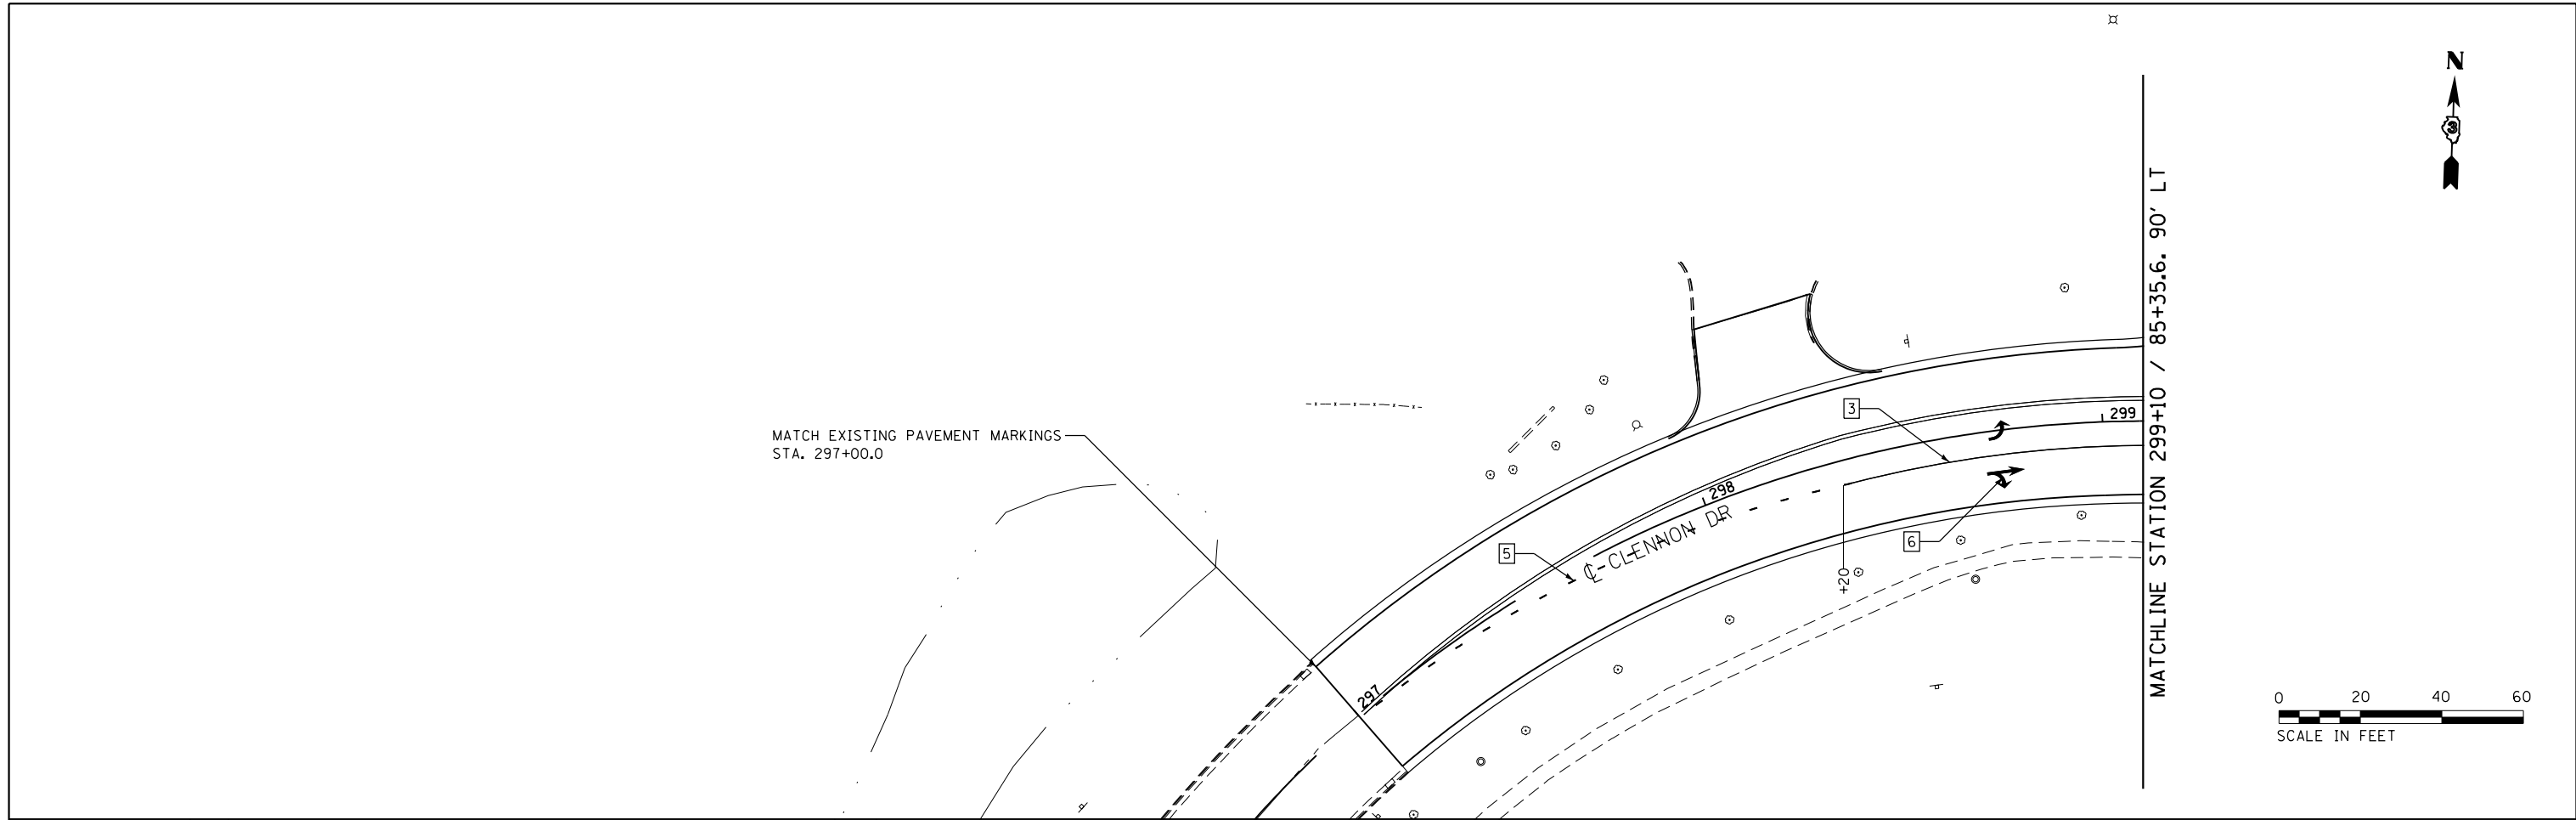 N
3
MATCHLINE STATION 299+10 / 85+35.6. 90' LT
3
299
MATCH EXISTING PAVEMENT MARKINGS
STA. 297+00.0
298
5
℄ CLENNON DR
6
+20
297
0 20 40 60
SCALE IN FEET